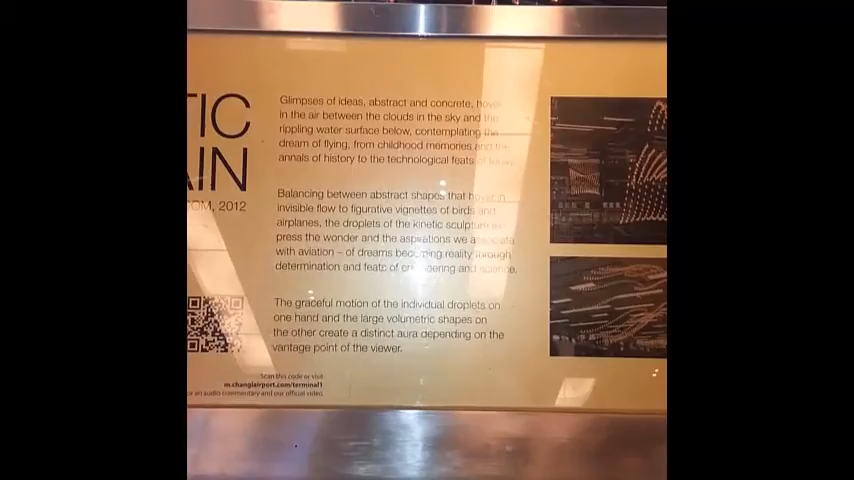 TIC
AIN
COM, 2012
Glimpses of ideas, abstract and concrete, hover
in the air between the clouds in the sky and the
rippling water surface below, contemplating the
dream of flying, from childhood memories and the
annals of history to the technological feats of today.
Balancing between abstract shapes that hover in
invisible flow to figurative vignettes of birds and
airplanes, the droplets of the kinetic sculpture ex-
press the wonder and the aspirations we associate
with aviation – of dreams becoming reality through
determination and feats of engineering and science.
The graceful motion of the individual droplets on
one hand and the large volumetric shapes on
the other create a distinct aura depending on the
vantage point of the viewer.
Scan this code or visit
m.changiairport.com/terminal1
or an audio commentary and our official video.